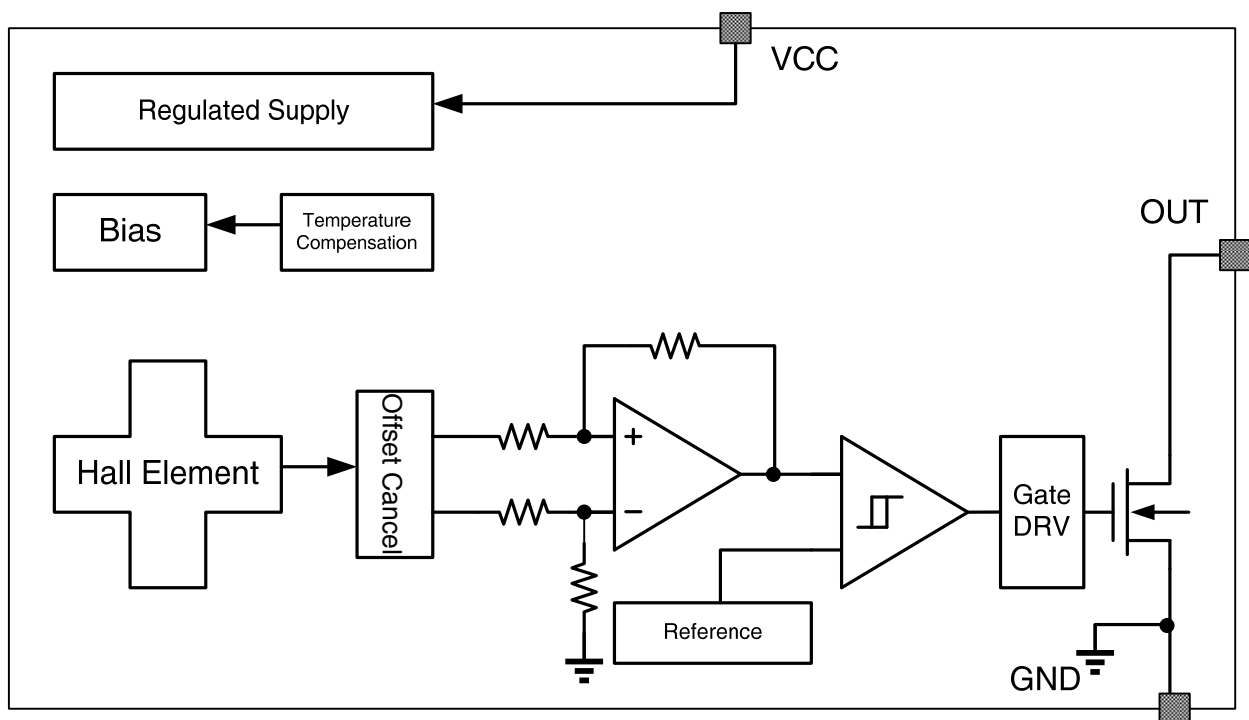 VCC
Regulated Supply
OUT
Bias
Temperature
Compensation
Hall Element
Offset Cancel
+
−
Gate
DRV
Reference
GND